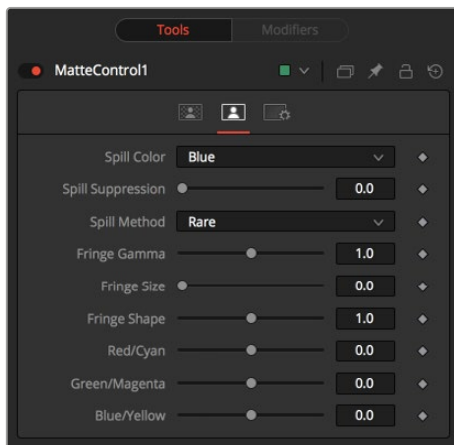 Tools Modifiers
MatteControl1
Spill Color Blue
Spill Suppression 0.0
Spill Method Rare
Fringe Gamma 1.0
Fringe Size 0.0
Fringe Shape 1.0
Red/Cyan 0.0
Green/Magenta 0.0
Blue/Yellow 0.0